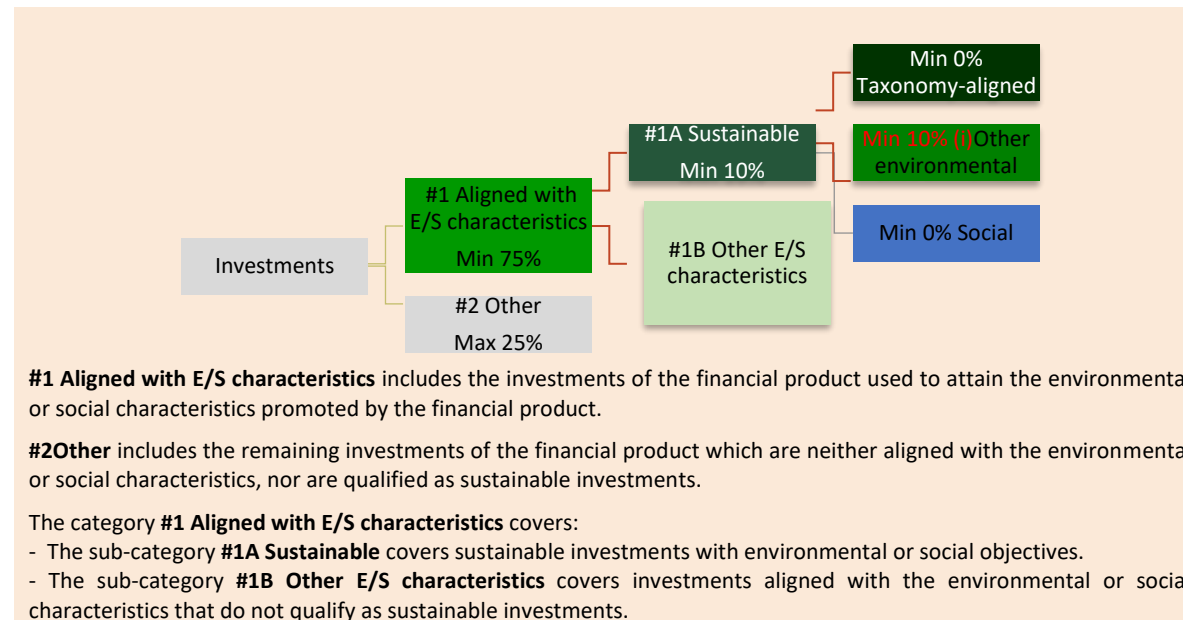 Min 0%
Taxonomy-aligned
#1A Sustainable
Min 10%
Min 10% (i)Other
environmental
#1 Aligned with
E/S characteristics
Min 75%
Min 0% Social
#1B Other E/S
characteristics
Investments
#2 Other
Max 25%
#1 Aligned with E/S characteristics includes the investments of the financial product used to attain the environmenta
or social characteristics promoted by the financial product.
#2Other includes the remaining investments of the financial product which are neither aligned with the environmenta
or social characteristics, nor are qualified as sustainable investments.
The category #1 Aligned with E/S characteristics covers:
- The sub-category #1A Sustainable covers sustainable investments with environmental or social objectives.
- The sub-category #1B Other E/S characteristics covers investments aligned with the environmental or socia
characteristics that do not qualify as sustainable investments.